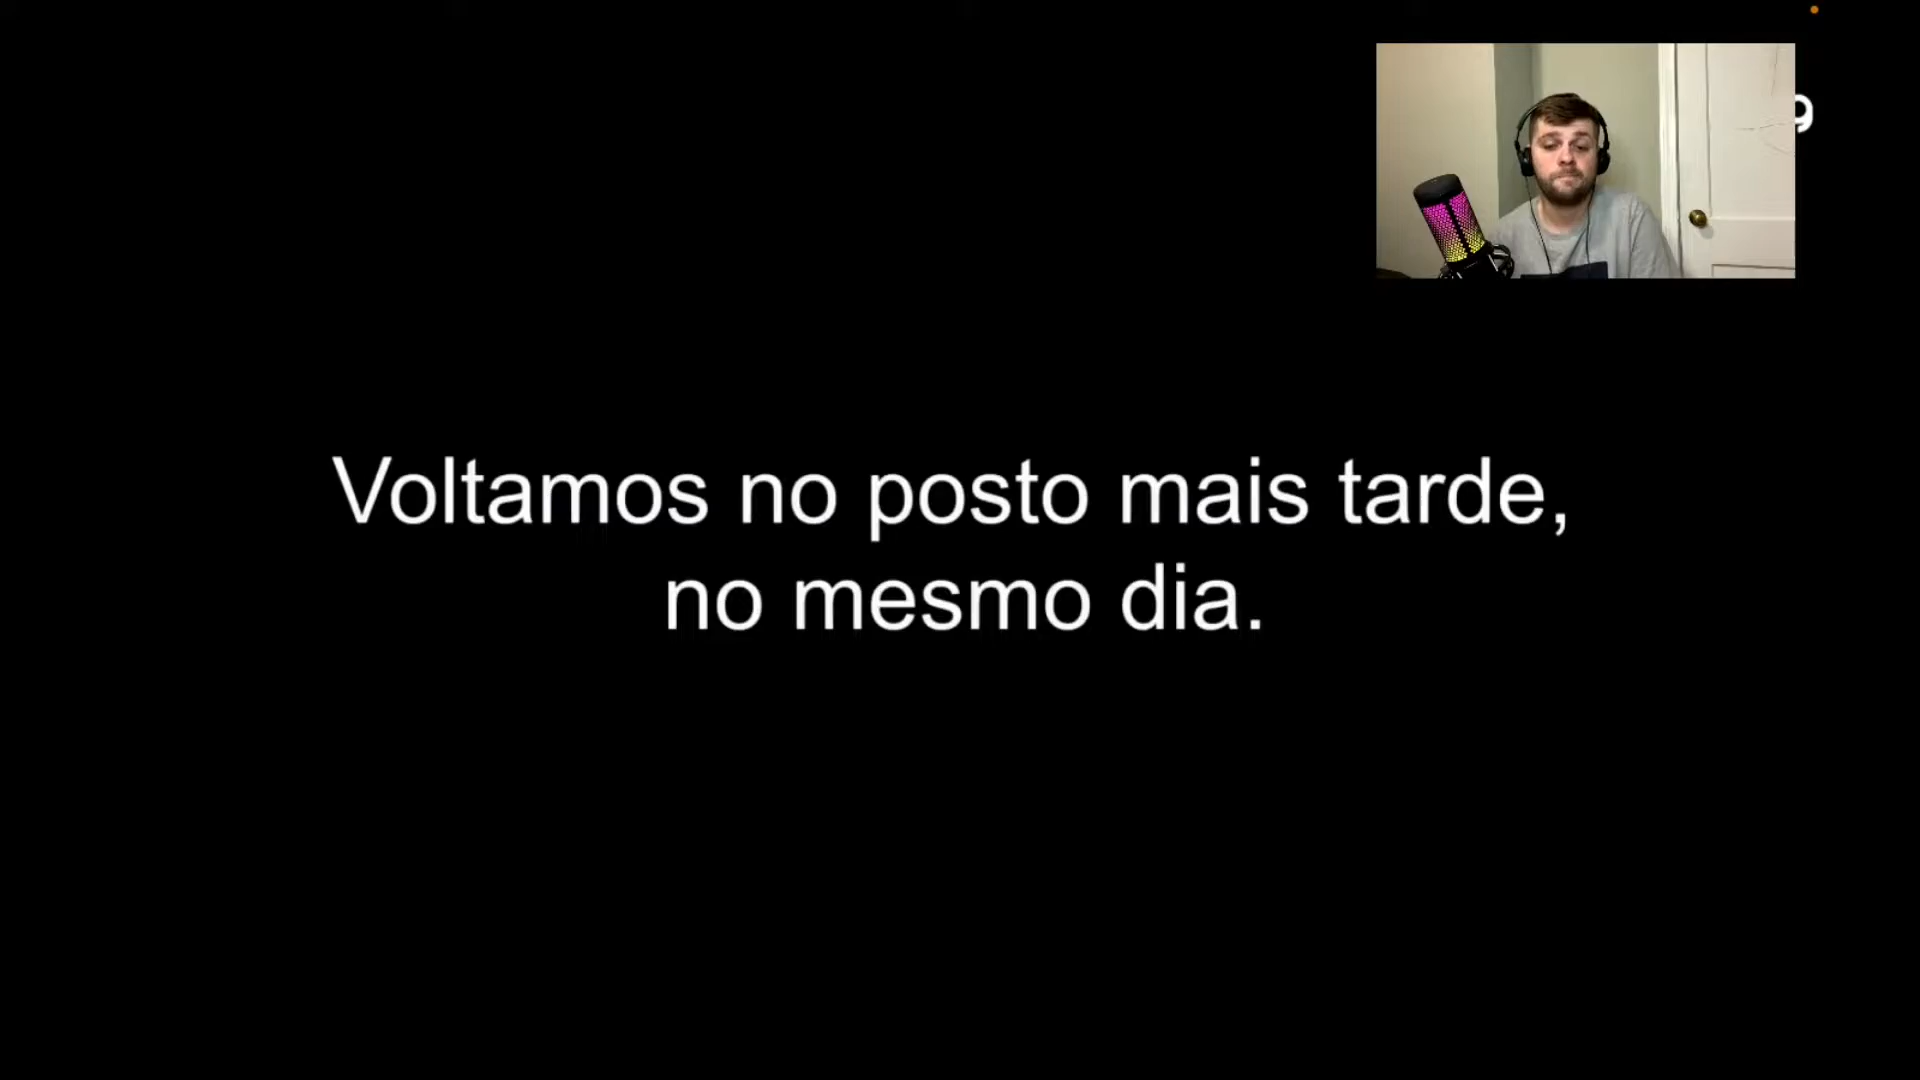 Voltamos no posto mais tarde,
no mesmo dia.